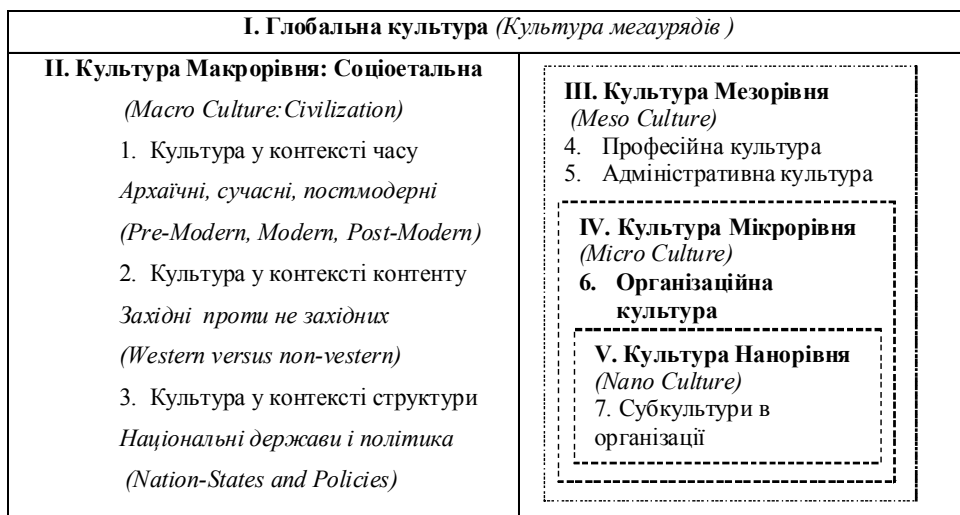 I. Глобальна культура (Культура мегаурядів )
II. Культура Макрорівня: Соціоетальна
(Macro Culture:Civilization)
1. Культура у контексті часу
Архаїчні, сучасні, постмодерні
(Pre-Modern, Modern, Post-Modern)
2. Культура у контексті контенту
Західні проти не західних
(Western versus non-vestern)
3. Культура у контексті структури
Національні держави і політика
(Nation-States and Policies)
III. Культура Мезорівня
(Meso Culture)
4. Професійна культура
5. Адміністративна культура
IV. Культура Мікрорівня
(Micro Culture)
6. Організаційна
культура
V. Культура Нанорівня
(Nano Culture)
7. Субкультури в
організації